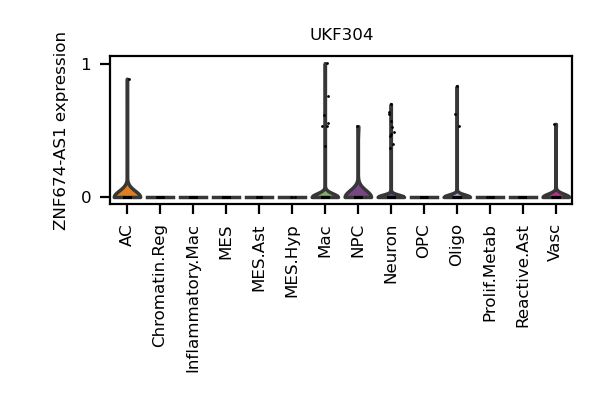 UKF304
ZNF674-AS1 expression
1
0
AC
Chromatin.Reg
Inflammatory.Mac
MES
MES.Ast
MES.Hyp
Mac
NPC
Neuron
OPC
Oligo
Prolif.Metab
Reactive.Ast
Vasc